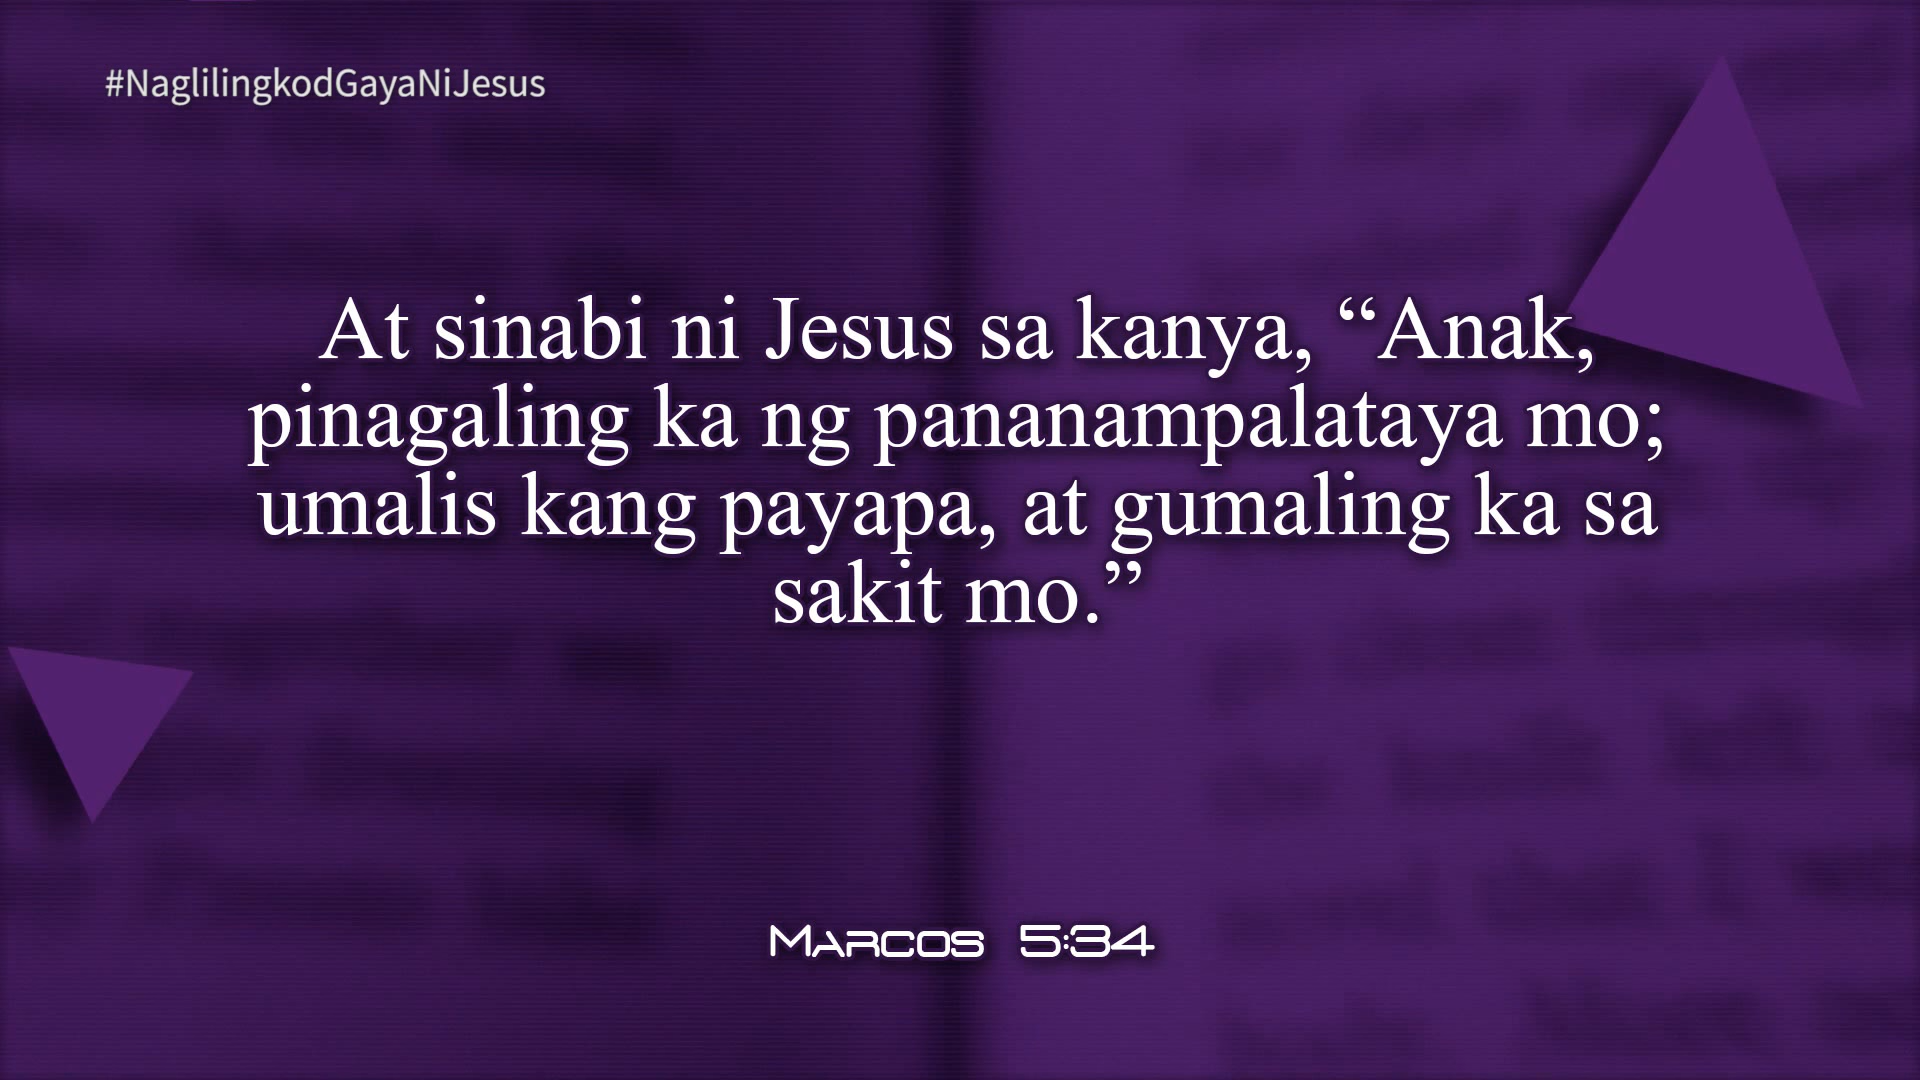 #NaglilingkodGayaNiJesus
At sinabi ni Jesus sa kanya, “Anak,
pinagaling ka ng pananampalataya mo;
umalis kang payapa, at gumaling ka sa
sakit mo.”
Marcos 5:34